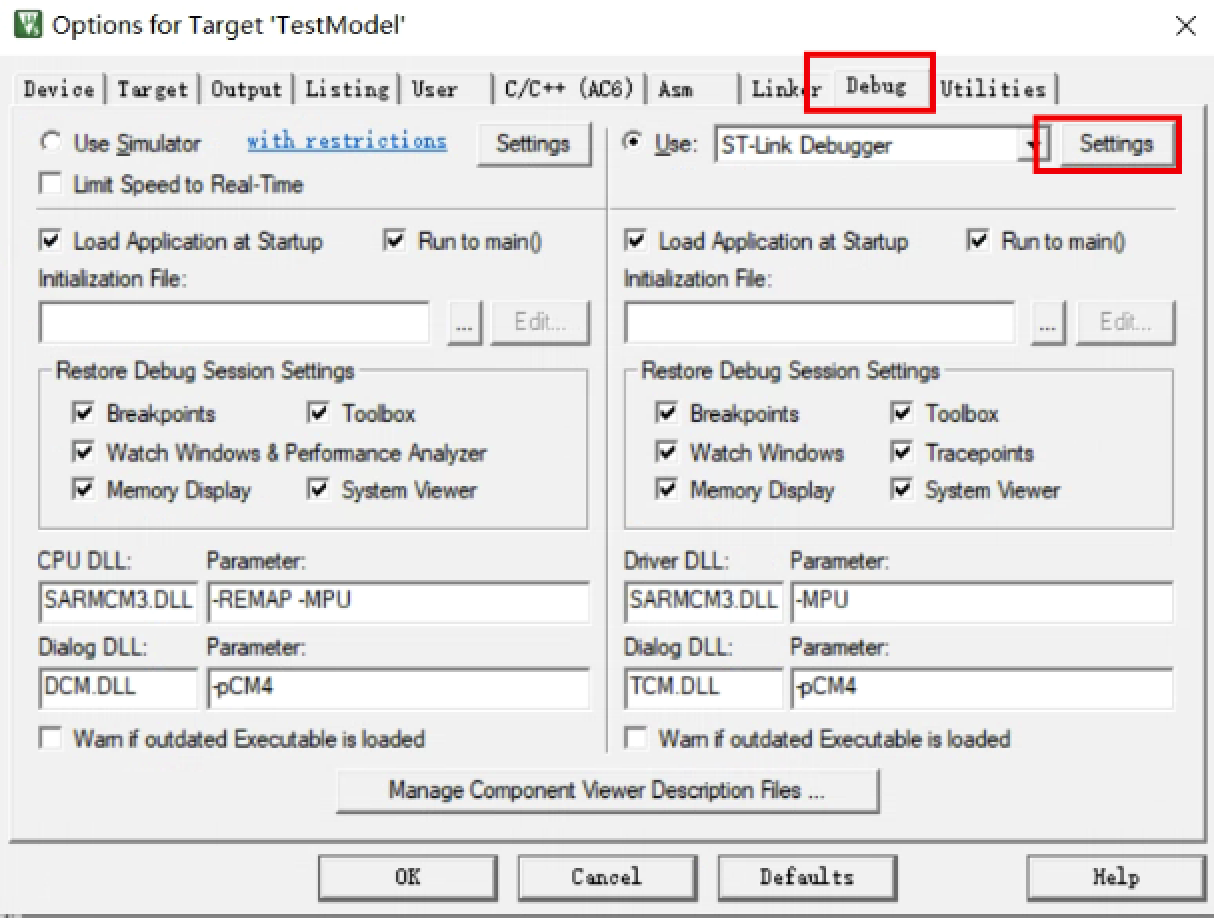 Options for Target 'TestModel'
Device Target Output Listing User C/C++ (AC6) Asm Linker Debug Utilities
Use Simulator with restrictions Settings Use: ST-Link Debugger Settings
Limit Speed to Real-Time
Load Application at Startup Run to main() Load Application at Startup Run to main()
Initialization File: Initialization File:
... Edit... ... Edit...
Restore Debug Session Settings Restore Debug Session Settings
Breakpoints Toolbox Breakpoints Toolbox
Watch Windows & Performance Analyzer Watch Windows Tracepoints
Memory Display System Viewer Memory Display System Viewer
CPU DLL: Parameter: Driver DLL: Parameter:
SARMCM3.DLL -REMAP -MPU SARMCM3.DLL -MPU
Dialog DLL: Parameter: Dialog DLL: Parameter:
DCM.DLL -pCM4 TCM.DLL -pCM4
Warn if outdated Executable is loaded Warn if outdated Executable is loaded
Manage Component Viewer Description Files ...
OK Cancel Defaults Help